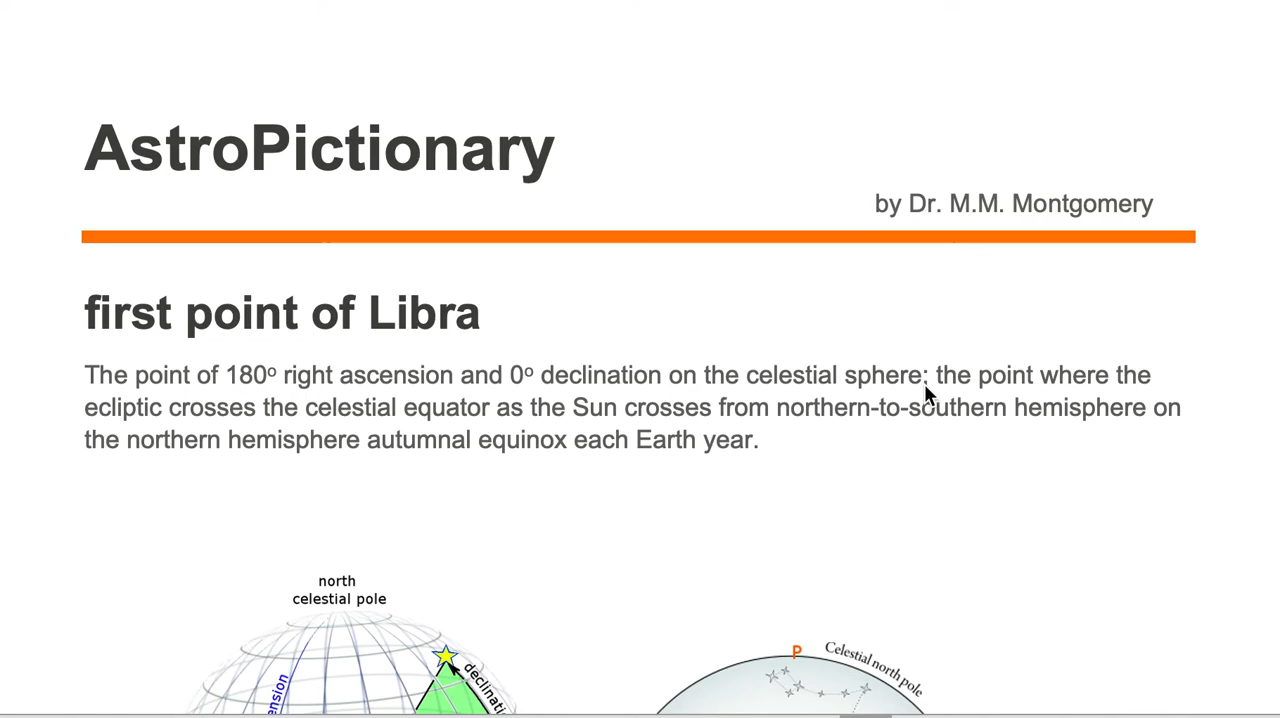 AstroPictionary
by Dr. M.M. Montgomery
first point of Libra
The point of 180º right ascension and 0º declination on the celestial sphere; the point where the
ecliptic crosses the celestial equator as the Sun crosses from northern-to-southern hemisphere on
the northern hemisphere autumnal equinox each Earth year.
north
celestial pole
P
Celestial north pole